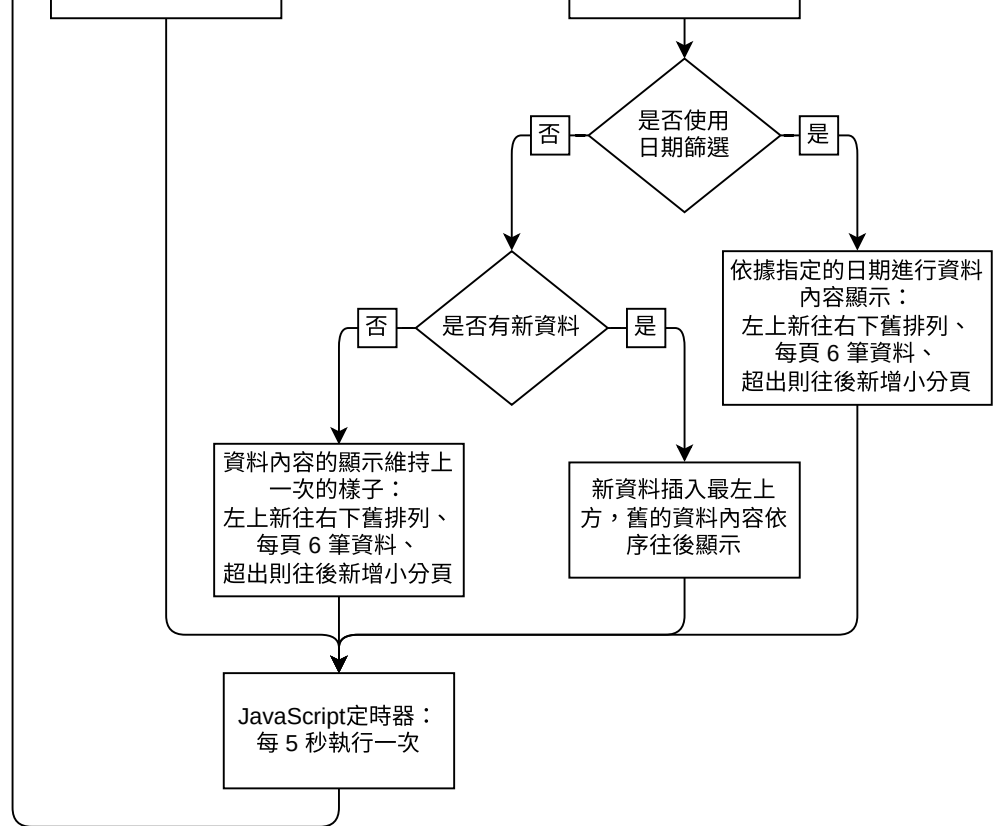 是否使用
日期篩選
否
是
依據指定的日期進行資料
內容顯示：
左上新往右下舊排列、
每頁 6 筆資料、
超出則往後新增小分頁
是否有新資料
否
是
資料內容的顯示維持上
一次的樣子：
左上新往右下舊排列、
每頁 6 筆資料、
超出則往後新增小分頁
新資料插入最左上
方，舊的資料內容依
序往後顯示
JavaScript定時器：
每 5 秒執行一次